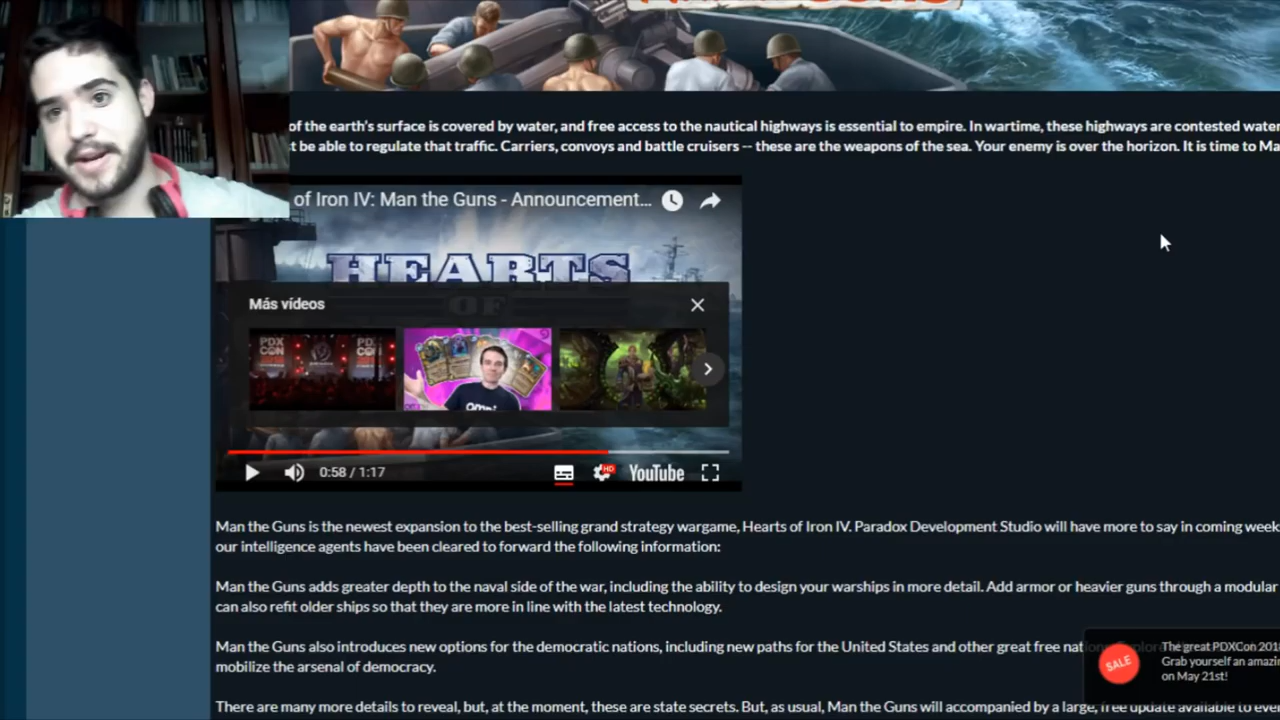 of the earth's surface is covered by water, and free access to the nautical highways is essential to empire. In wartime, these highways are contested
be able to regulate that traffic. Carriers, convoys and battle cruisers -- these are the weapons of the sea. Your enemy is over the horizon. It is time to
of Iron IV: Man the Guns - Announcement...
HEARTS
OF
Más vídeos
PDX CON
PDX CON
0:58 / 1:17
HD
YouTube
Man the Guns is the newest expansion to the best-selling grand strategy wargame, Hearts of Iron IV. Paradox Development Studio will have more to say in coming
our intelligence agents have been cleared to forward the following information:
Man the Guns adds greater depth to the naval side of the war, including the ability to design your warships in more detail. Add armor or heavier guns through a modular
can also refit older ships so that they are more in line with the latest technology.
Man the Guns also introduces new options for the democratic nations, including new paths for the United States and other great free
mobilize the arsenal of democracy.
There are many more details to reveal, but, at the moment, these are state secrets. But, as usual, Man the Guns will accompanied by a large, free update available to
SALE
The great PDXCon 2018
Grab yourself an
on May 21st!